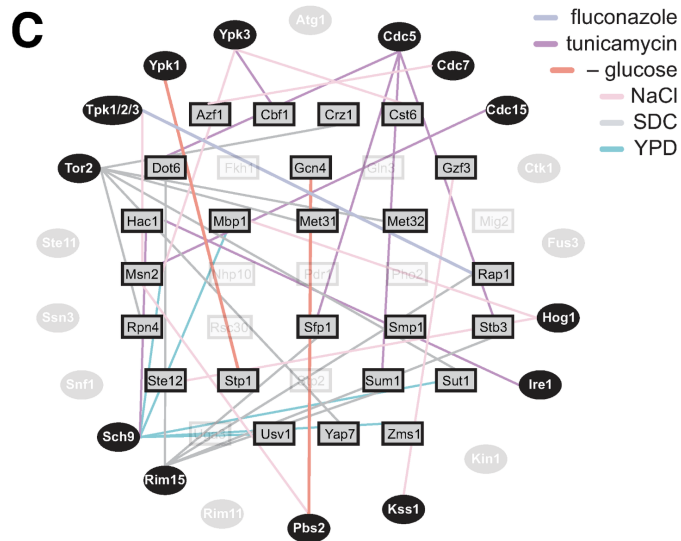 C
Atg1
Ypk3
Cdc5
fluconazole
tunicamycin
– glucose
NaCl
SDC
YPD
Ypk1
Cdc7
Tpk1/2/3
Azf1
Cbf1
Crz1
Cst6
Cdc15
Tor2
Dot6
Fkh1
Gcn4
Gln3
Gzf3
Ctk1
Hac1
Mbp1
Met31
Met32
Mig2
Ste11
Fus3
Msn2
Nhp10
Pdr1
Pho2
Rap1
Ssn3
Rpn4
Rsc30
Sfp1
Smp1
Stb3
Hog1
Snf1
Ste12
Stp1
Stp2
Sum1
Sut1
Ire1
Sch9
Uga3
Usv1
Yap7
Zms1
Rim15
Kin1
Rim11
Pbs2
Kss1